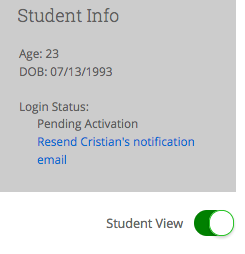 Student Info
Age: 23
DOB: 07/13/1993
Login Status:
Pending Activation
Resend Cristian's notification
email
Student View